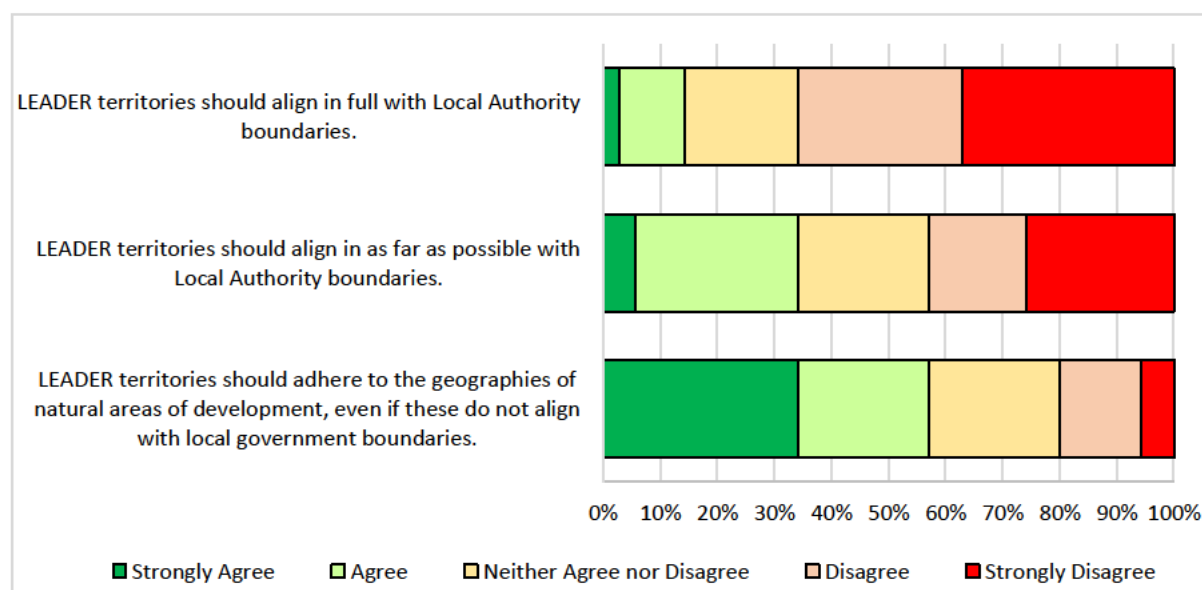 LEADER territories should align in full with Local Authority
boundaries.
LEADER territories should align in as far as possible with
Local Authority boundaries.
LEADER territories should adhere to the geographies of
natural areas of development, even if these do not align
with local government boundaries.
0% 10% 20% 30% 40% 50% 60% 70% 80% 90% 100%
Strongly Agree Agree Neither Agree nor Disagree Disagree Strongly Disagree